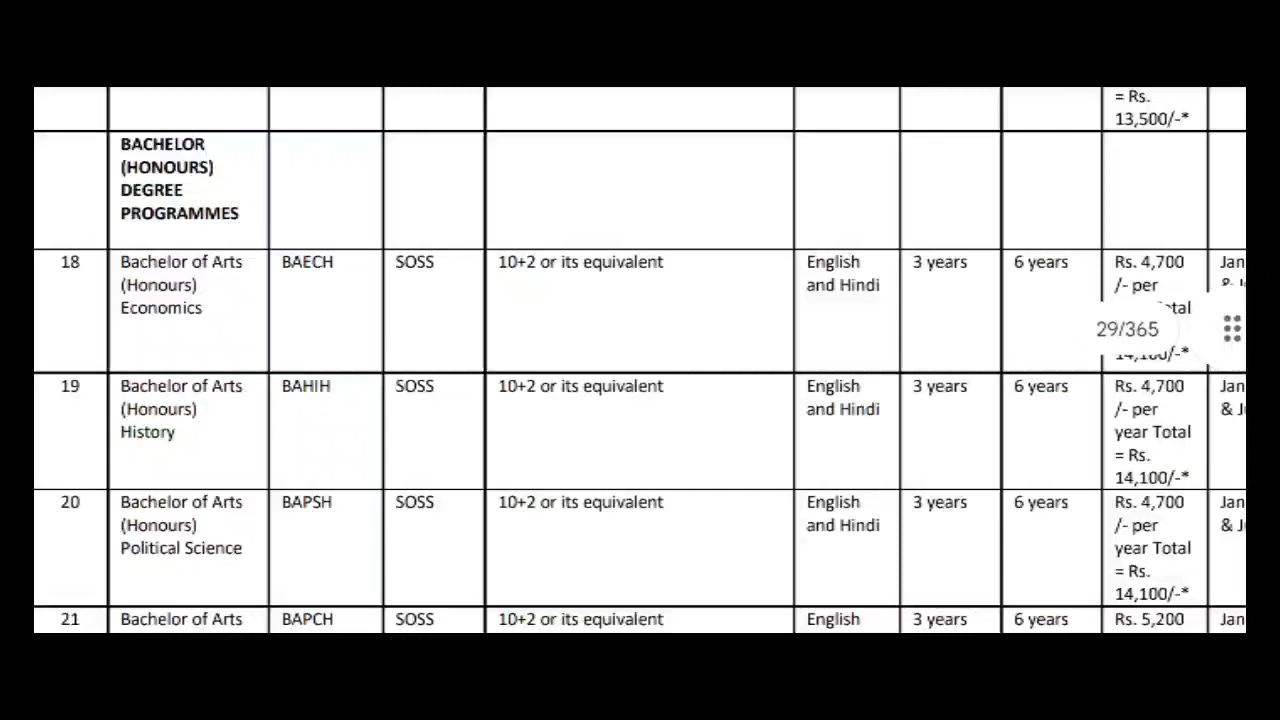 = Rs.
13,500/-*
BACHELOR
(HONOURS)
DEGREE
PROGRAMMES
18 Bachelor of Arts BAECH SOSS 10+2 or its equivalent English 3 years 6 years Rs. 4,700 Jan
(Honours) and Hindi /- per
Economics
29/365
19 Bachelor of Arts BAHIH SOSS 10+2 or its equivalent English 3 years 6 years Rs. 4,700 Jan
(Honours) and Hindi /- per &
History year Total
= Rs.
14,100/-*
20 Bachelor of Arts BAPSH SOSS 10+2 or its equivalent English 3 years 6 years Rs. 4,700 Jan
(Honours) and Hindi /- per &
Political Science year Total
= Rs.
14,100/-*
21 Bachelor of Arts BAPCH SOSS 10+2 or its equivalent English 3 years 6 years Rs. 5,200 Jan